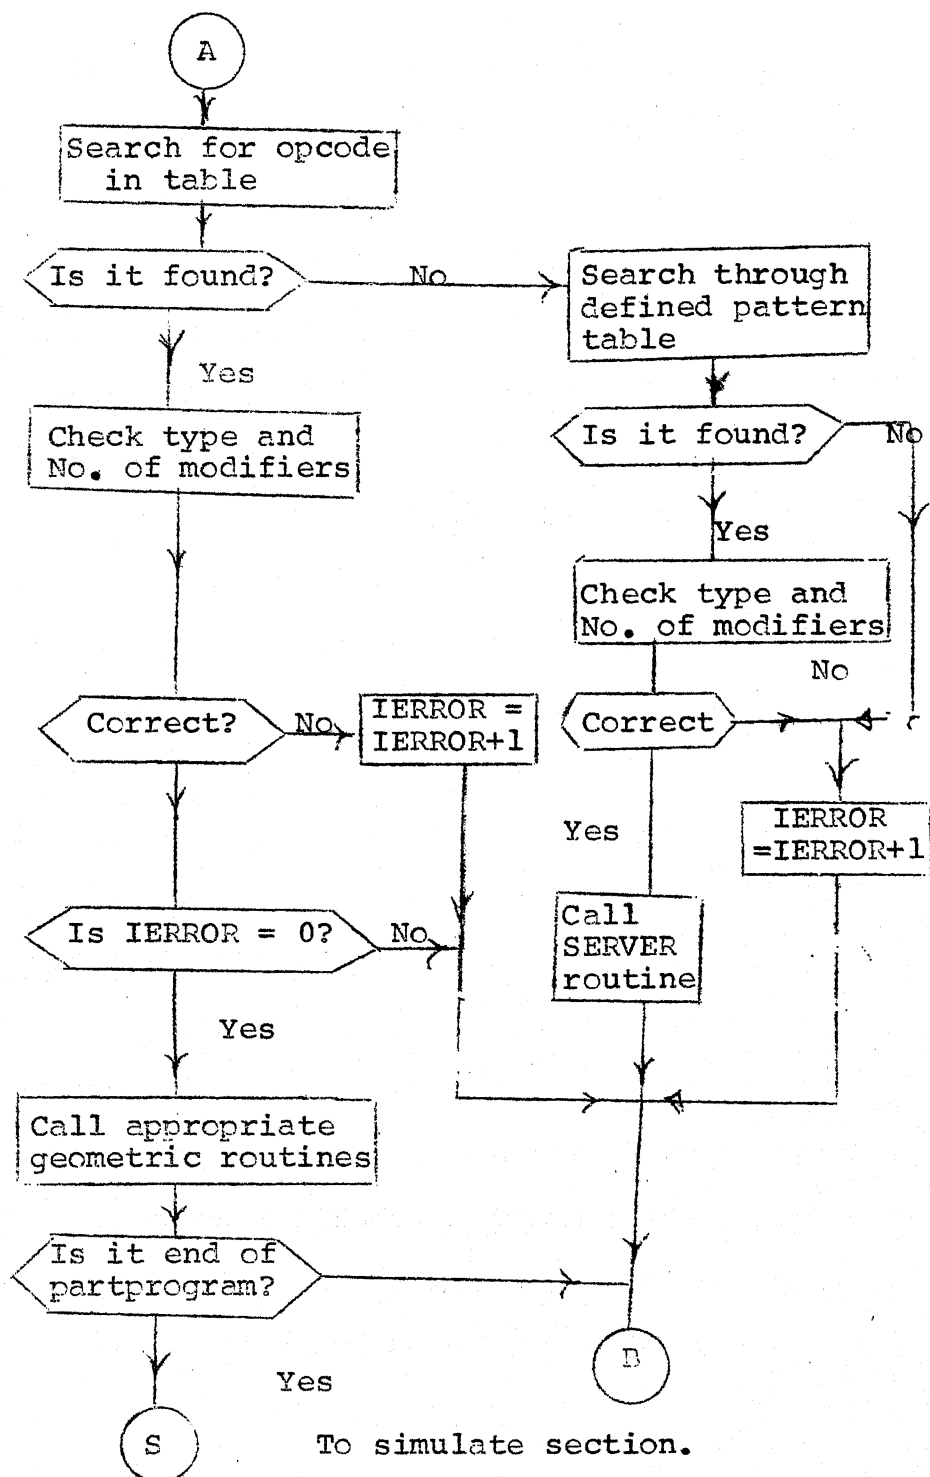 A
Search for opcode
in table
Is it found?
No
Search through
defined pattern
table
Yes
Is it found?
No
Check type and
No. of modifiers
Yes
Check type and
No. of modifiers
No
Correct?
No
IERROR =
IERROR+1
Correct
IERROR
=IERROR+1
Yes
Call
SERVER
routine
Is IERROR = 0?
No
Yes
Call appropriate
geometric routines
Is it end of
partprogram?
B
Yes
S
To simulate section.